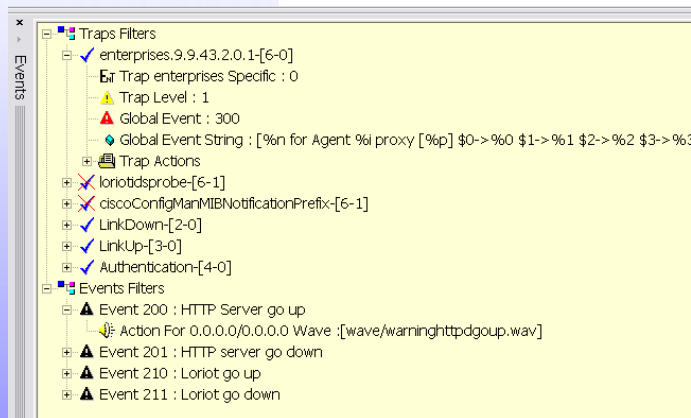 Events
Traps Filters
enterprises.9.9.43.2.0.1-[6-0]
Ent Trap enterprises Specific : 0
Trap Level : 1
Global Event : 300
Global Event String : [%n for Agent %i proxy [%p] $0->%0 $1->%1 $2->%2 $3->%3
Trap Actions
loriotidsprobe-[6-1]
ciscoConfigManMIBNotificationPrefix-[6-1]
LinkDown-[2-0]
LinkUp-[3-0]
Authentication-[4-0]
Events Filters
Event 200 : HTTP Server go up
Action For 0.0.0.0/0.0.0.0 Wave :[wave/warninghttpdgoup.wav]
Event 201 : HTTP server go down
Event 210 : Loriot go up
Event 211 : Loriot go down